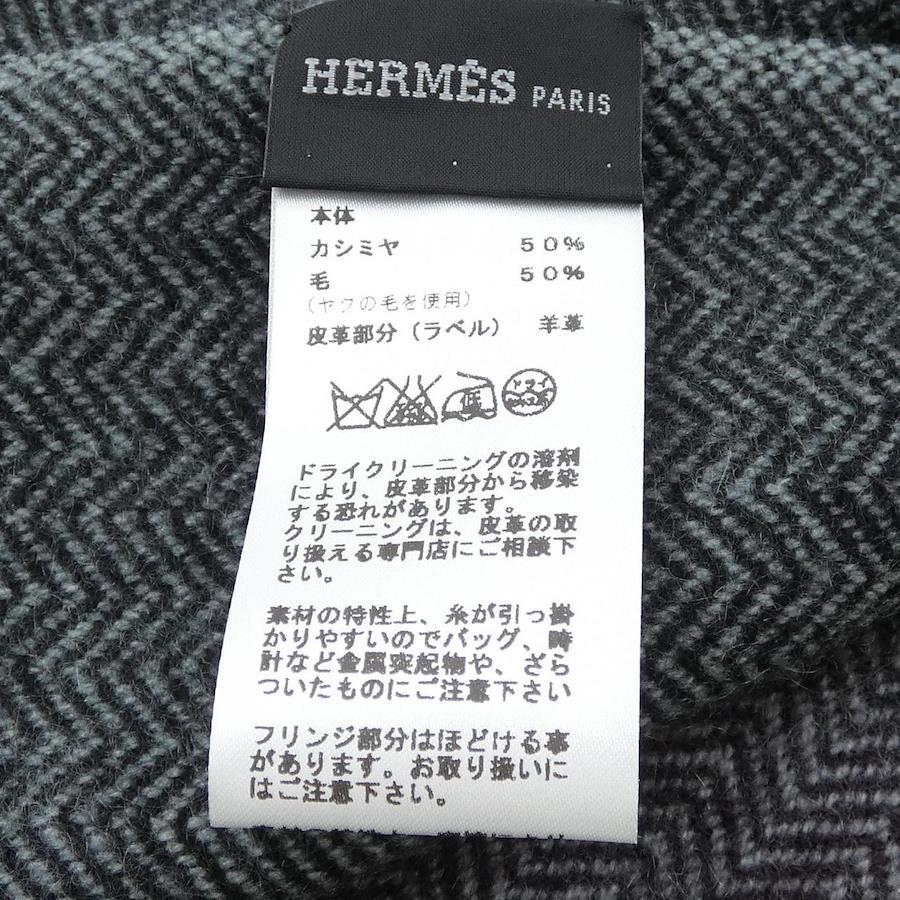 HERMÈS PARIS
本体
カシミヤ 50%
毛 50%
(ヤクの毛を使用)
皮革部分(ラベル) 羊革
低 ドライ
ドライクリーニングの溶剤
により、皮革部分から移染
する恐れがあります。
クリーニングは、皮革の取
り扱える専門店にご相談下
さい。
素材の特性上、糸が引っ掛
かりやすいのでバッグ、時
計など金属突起物や、ざら
ついたものにご注意下さい
フリンジ部分はほどける事
があります。お取り扱いに
はご注意下さい。